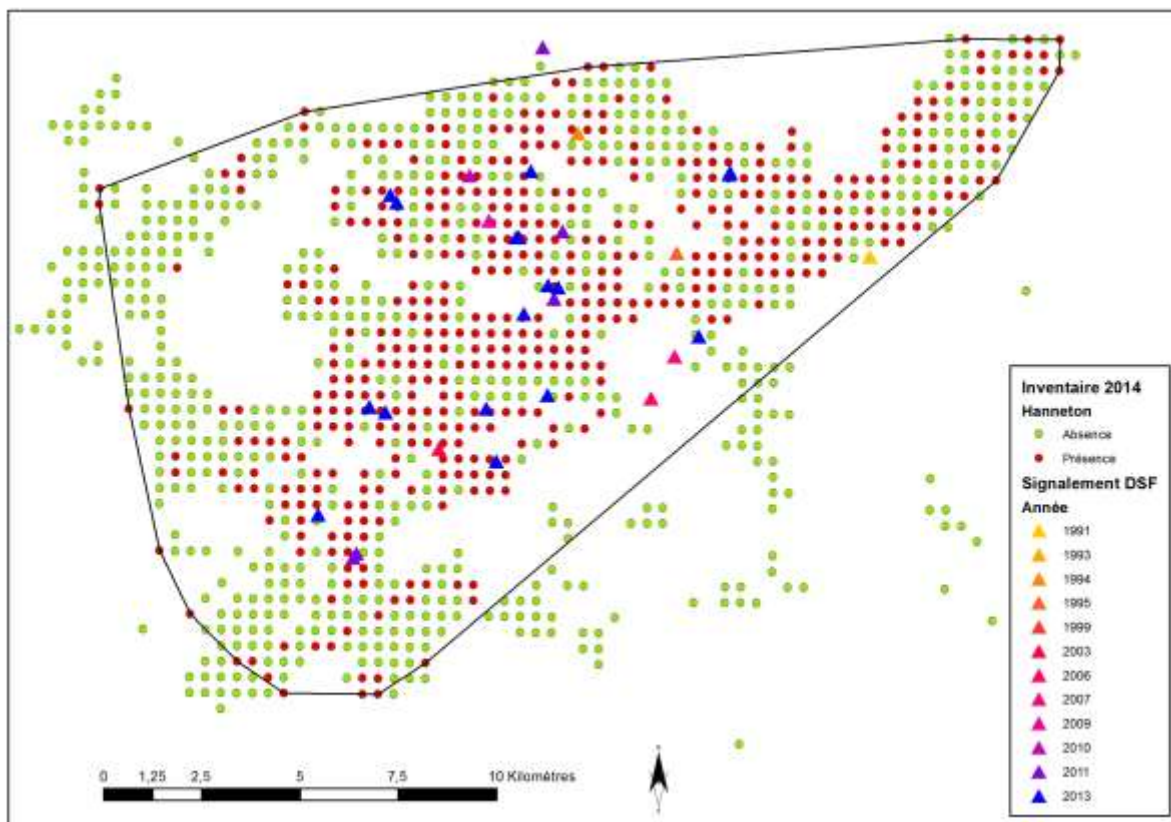 Inventaire 2014
Hanneton
Absence
Présence
Signalement DSF
Année
1991
1993
1994
1995
1999
2003
2006
2007
2009
2010
2011
2013
0 1,25 2,5 5 7,5 10 Kilomètres